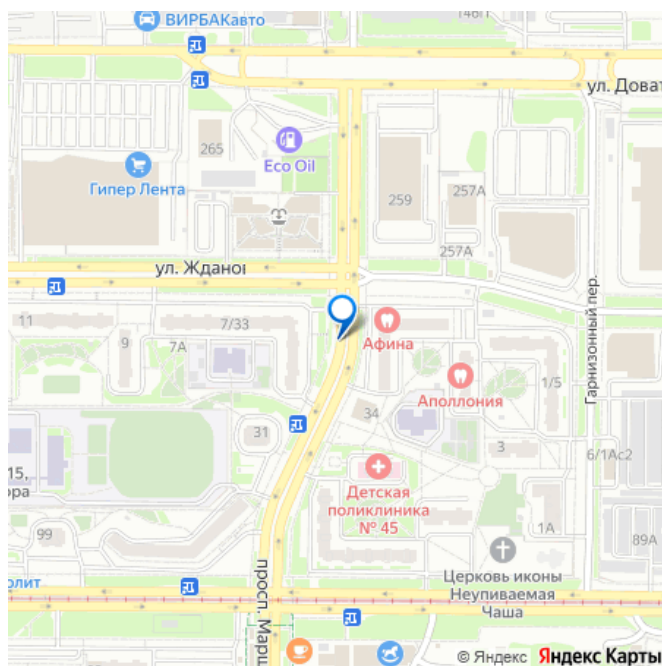 146П
ВИРБАКавто
ул. Доват
265
Eco Oil
Гипер Лента
259
257А
257А
ул. Жданов
Гарнизонный пер.
11
7/33
9
7А
Афина
Аполлония
1/5
31
34
3
6/1Ас2
15,
ора
Детская
поликлиника
№ 45
99
1А
89А
олит
просп. Марш
Церковь иконы
Неупиваемая
Чаша
© Яндекс Яндекс Карты